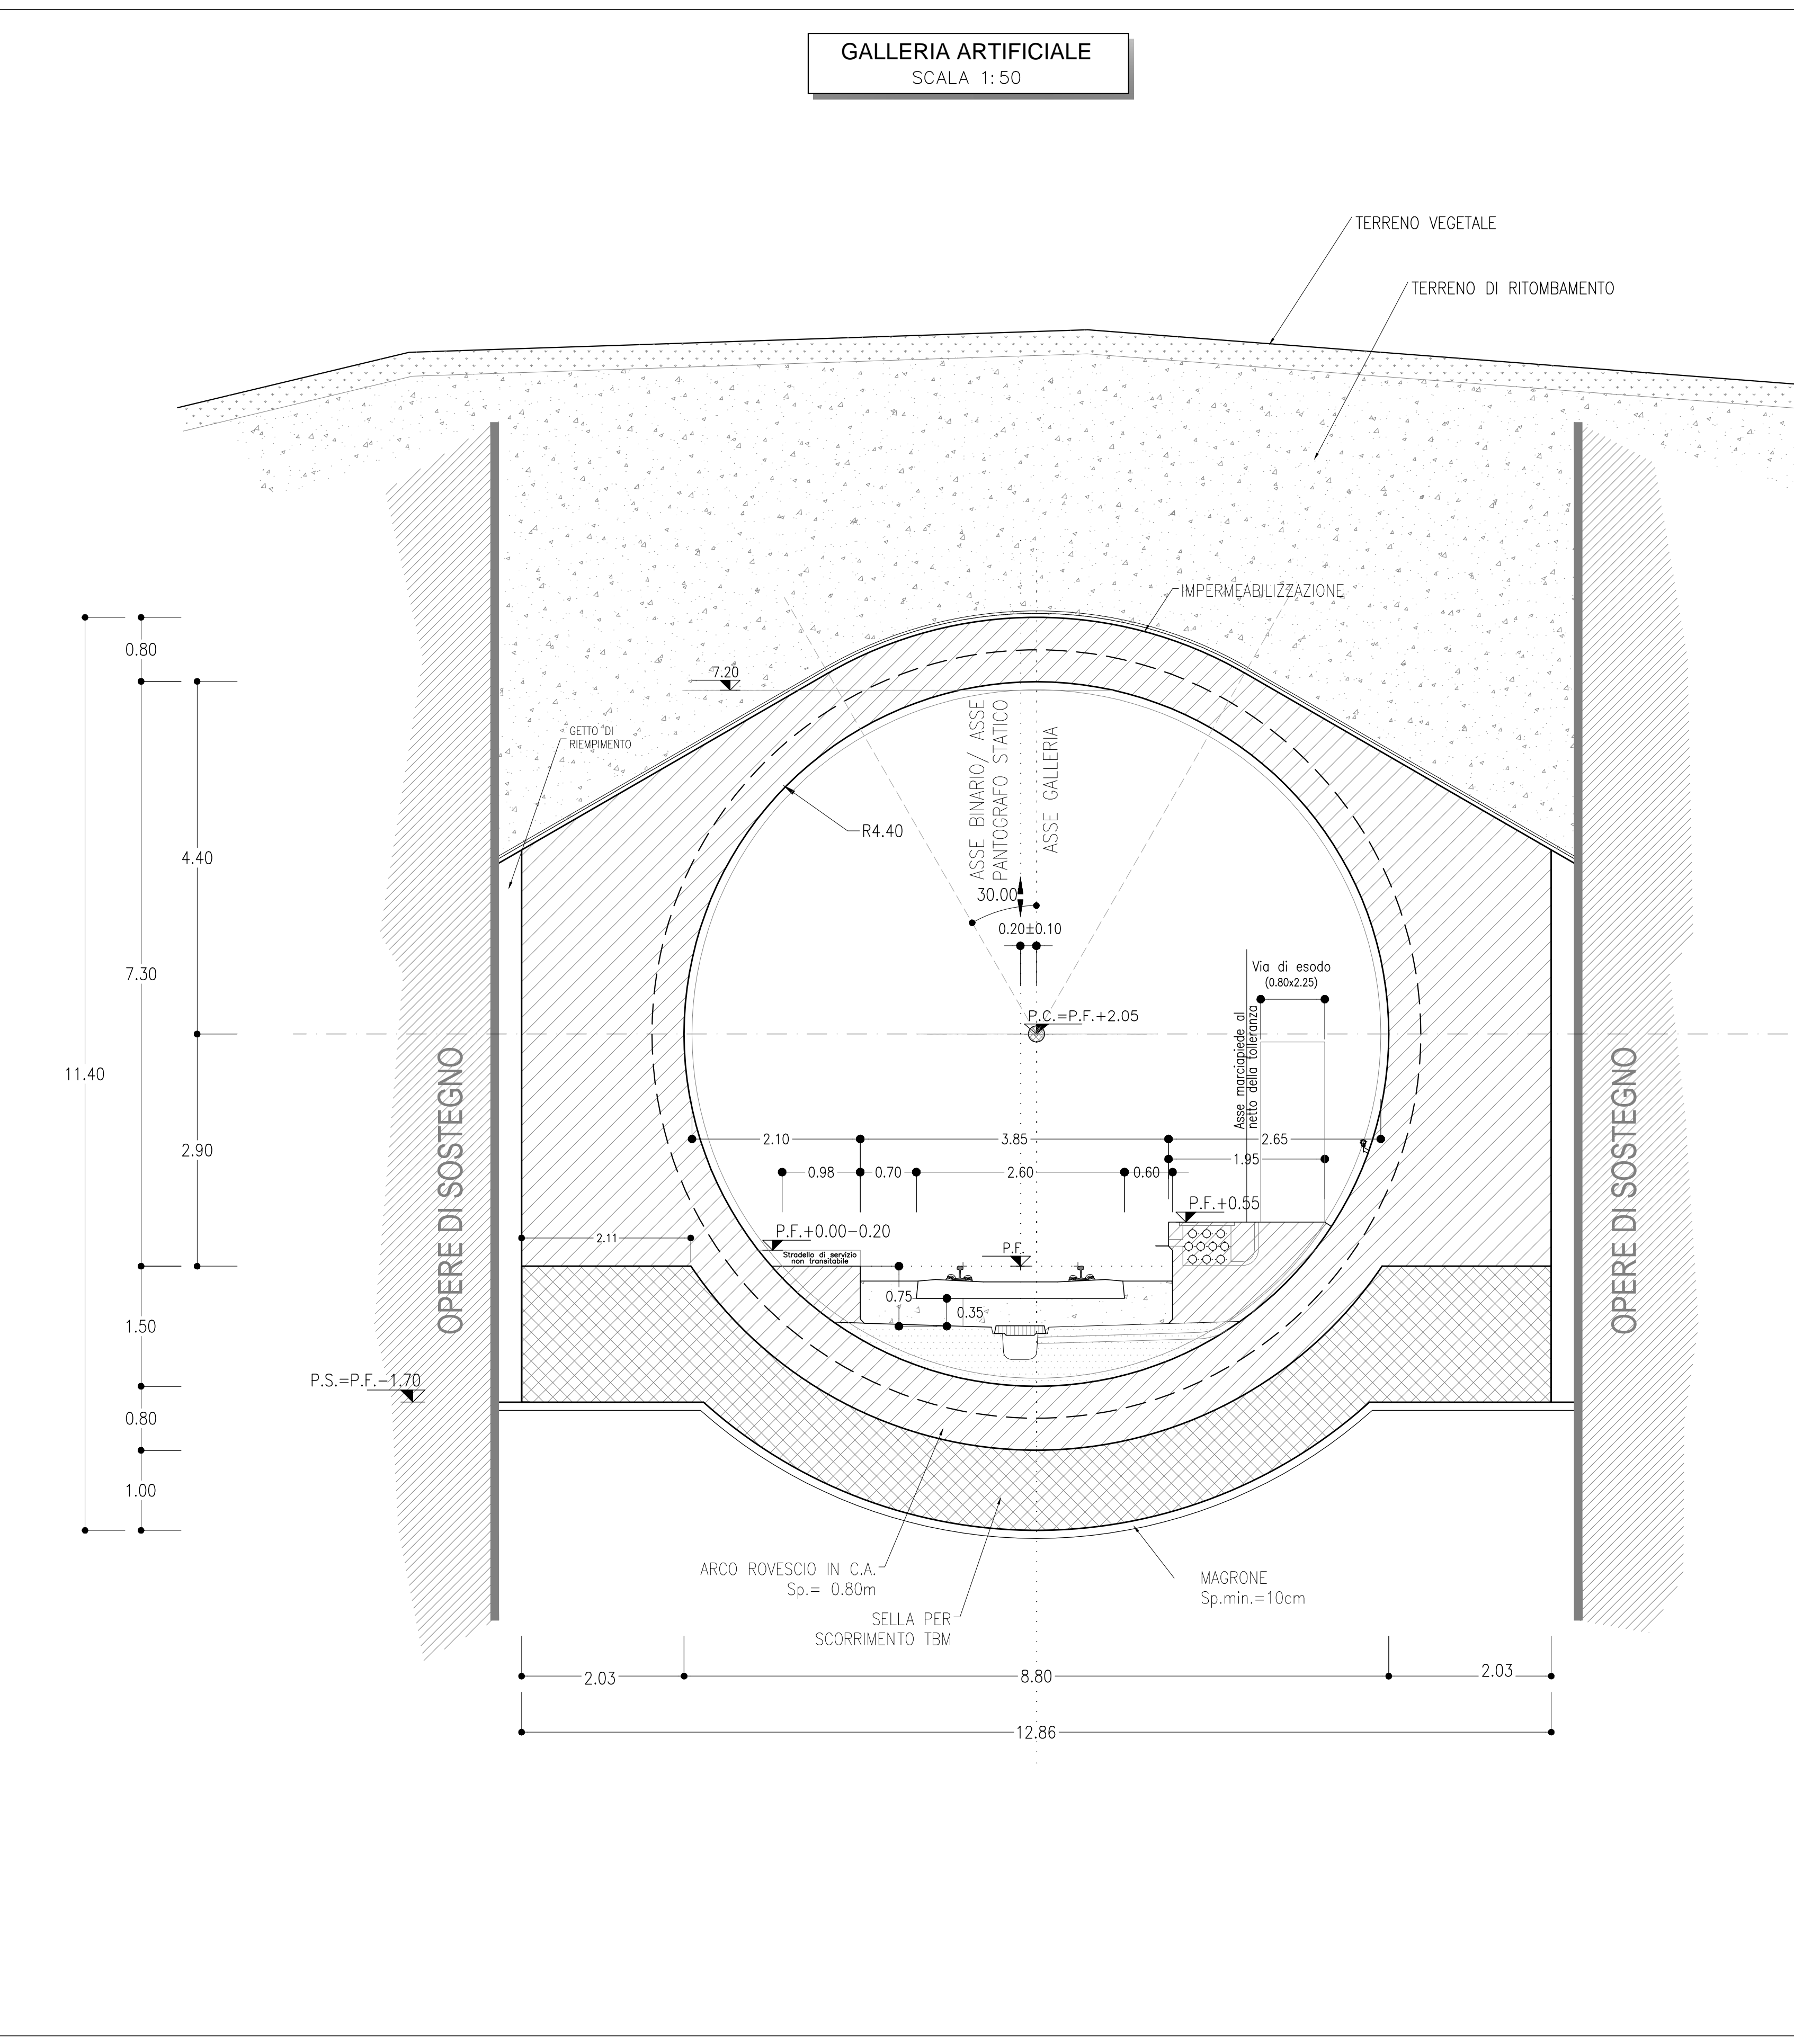 GALLERIA ARTIFICIALE
SCALA 1:50
TERRENO VEGETALE
TERRENO DI RITOMBAMENTO
IMPERMEABILIZZAZIONE
0.80
7.20
GETTO DI
RIEMPIMENTO
ASSE BINARIO/ ASSE
PANTOGRAFO STATICO
ASSE GALLERIA
R4.40
4.40
30.00
0.20±0.10
7.30
Via di esodo
(0.80x2.25)
P.C.=P.F.+2.05
Asse marciapiede al
netto della tolleranza
11.40
OPERE DI SOSTEGNO
OPERE DI SOSTEGNO
2.90
2.10
3.85
2.65
1.95
0.98
0.70
2.60
0.60
P.F.+0.55
P.F.+0.00-0.20
2.11
Stradello di servizio
non transitabile
P.F.
0.75
0.35
1.50
P.S.=P.F.-1.70
0.80
1.00
ARCO ROVESCIO IN C.A.
Sp.= 0.80m
MAGRONE
Sp.min.=10cm
SELLA PER
SCORRIMENTO TBM
2.03
8.80
2.03
12.86